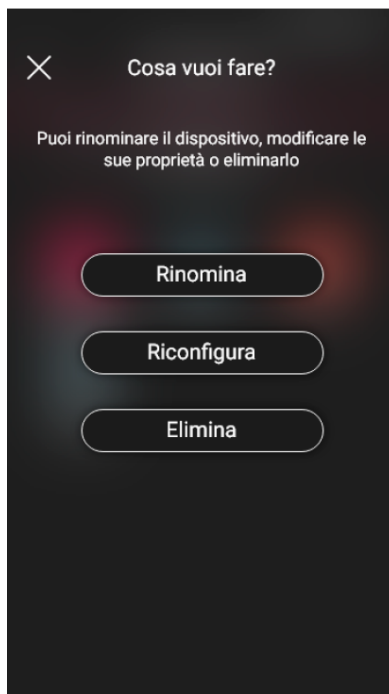 Cosa vuoi fare?
Puoi rinominare il dispositivo, modificare le
sue proprietà o eliminarlo
Rinomina
Riconfigura
Elimina